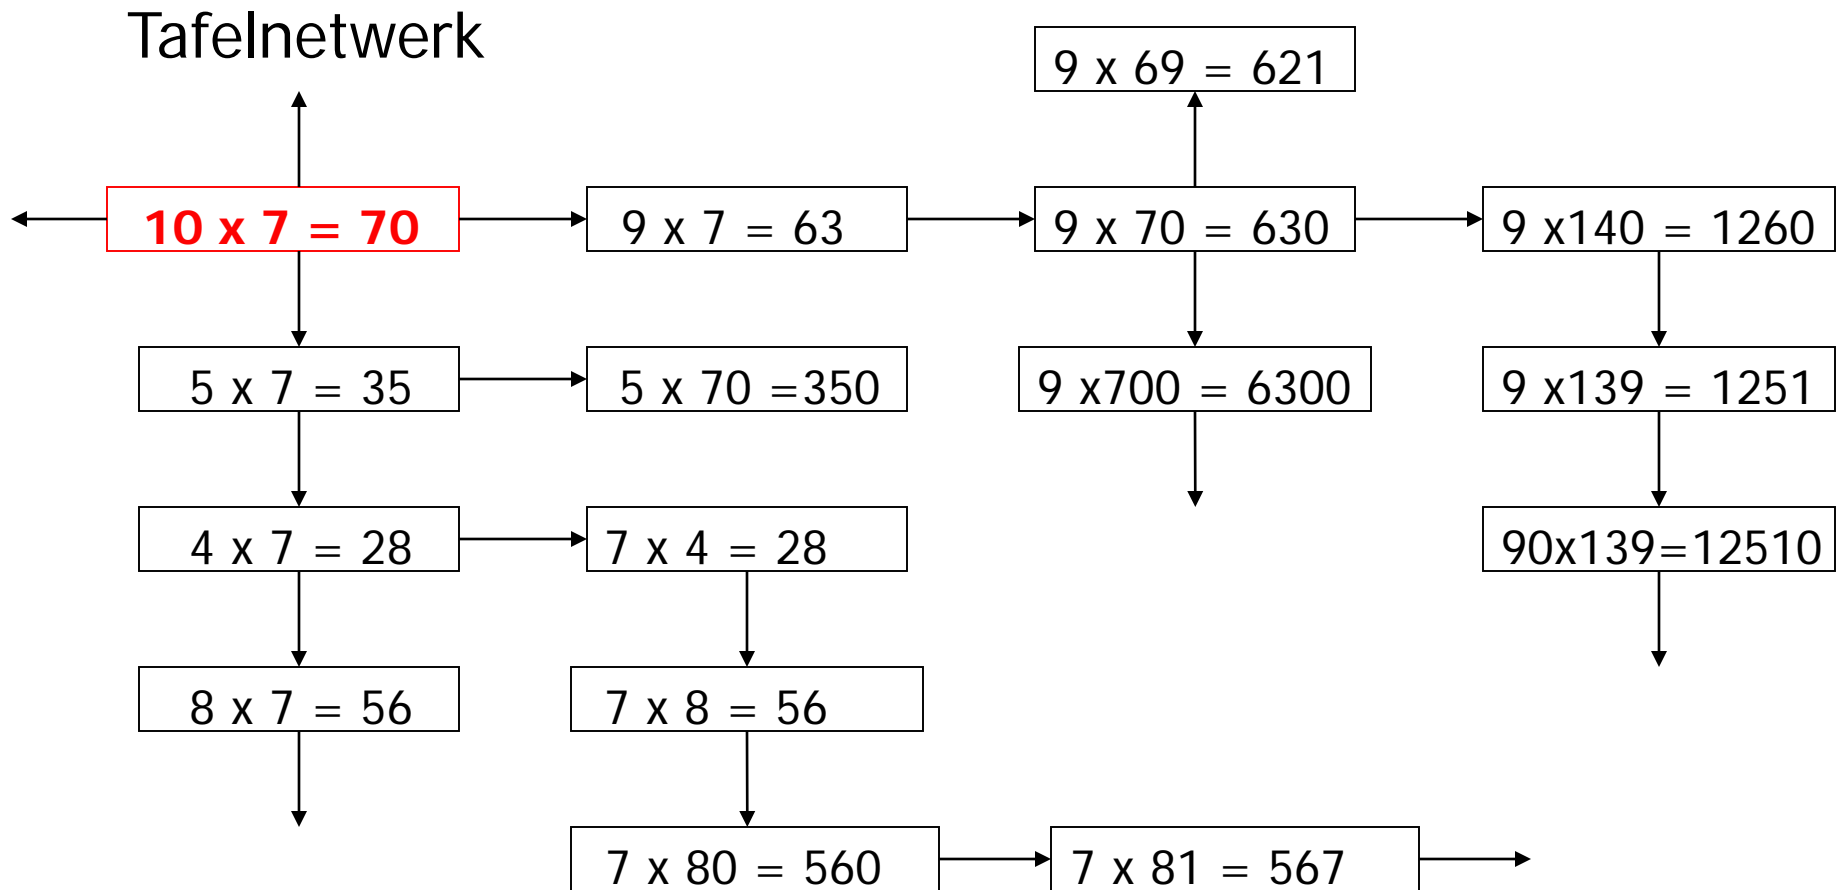 Tafelnetwerk
9 x 69 = 621
10 x 7 = 70
9 x 7 = 63
9 x 70 = 630
9 x140 = 1260
5 x 7 = 35
5 x 70 =350
9 x700 = 6300
9 x139 = 1251
4 x 7 = 28
7 x 4 = 28
90x139=12510
8 x 7 = 56
7 x 8 = 56
7 x 80 = 560
7 x 81 = 567